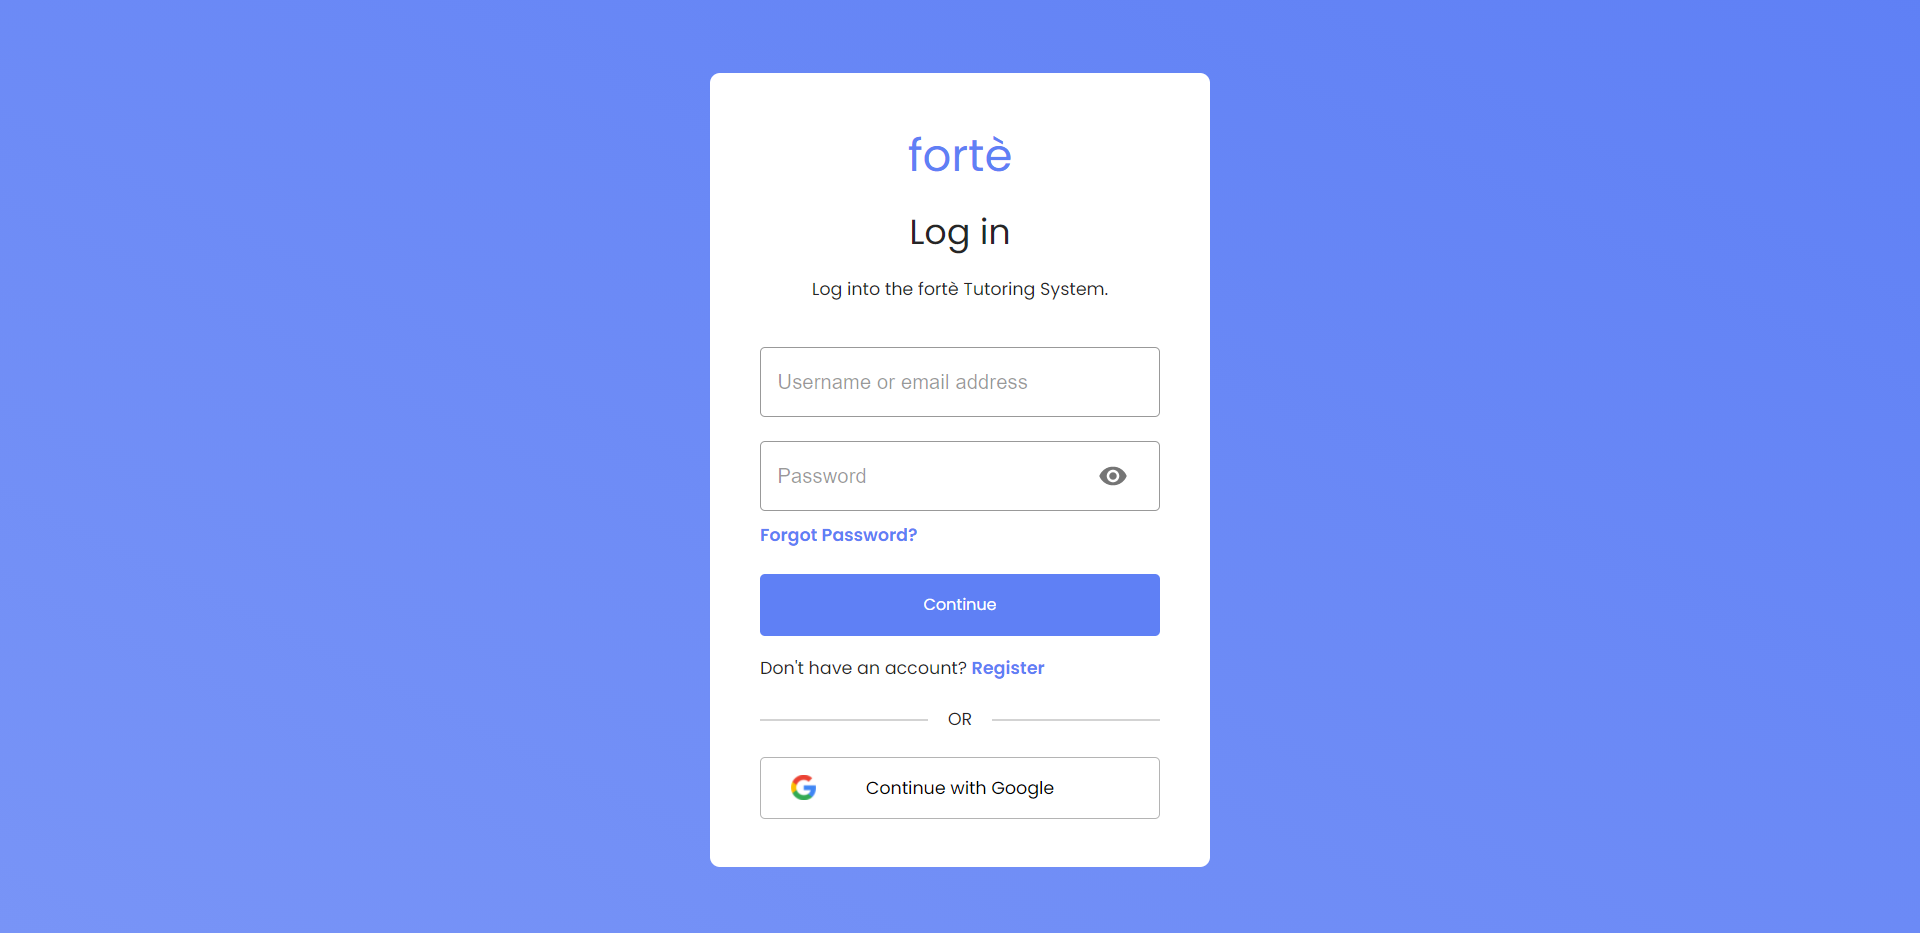 fortè
Log in
Log into the fortè Tutoring System.
Username or email address
Password
Forgot Password?
Continue
Don't have an account? Register
OR
Continue with Google